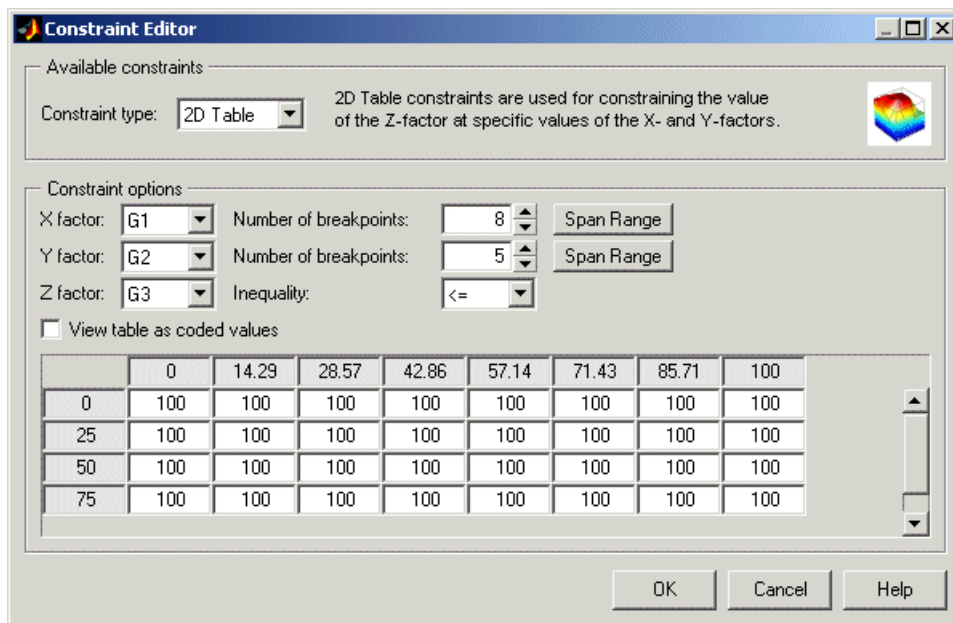 Constraint Editor
Available constraints
Constraint type: 2D Table
2D Table constraints are used for constraining the value
of the Z-factor at specific values of the X- and Y-factors.
Constraint options
X factor: G1 Number of breakpoints: 8 Span Range
Y factor: G2 Number of breakpoints: 5 Span Range
Z factor: G3 Inequality: <=
View table as coded values
0 14.29 28.57 42.86 57.14 71.43 85.71 100
0 100 100 100 100 100 100 100 100
25 100 100 100 100 100 100 100 100
50 100 100 100 100 100 100 100 100
75 100 100 100 100 100 100 100 100
OK Cancel Help